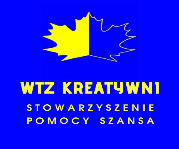 WTZ KREATYWNI
STOWARZYSZENIE
POMOCY SZANSA